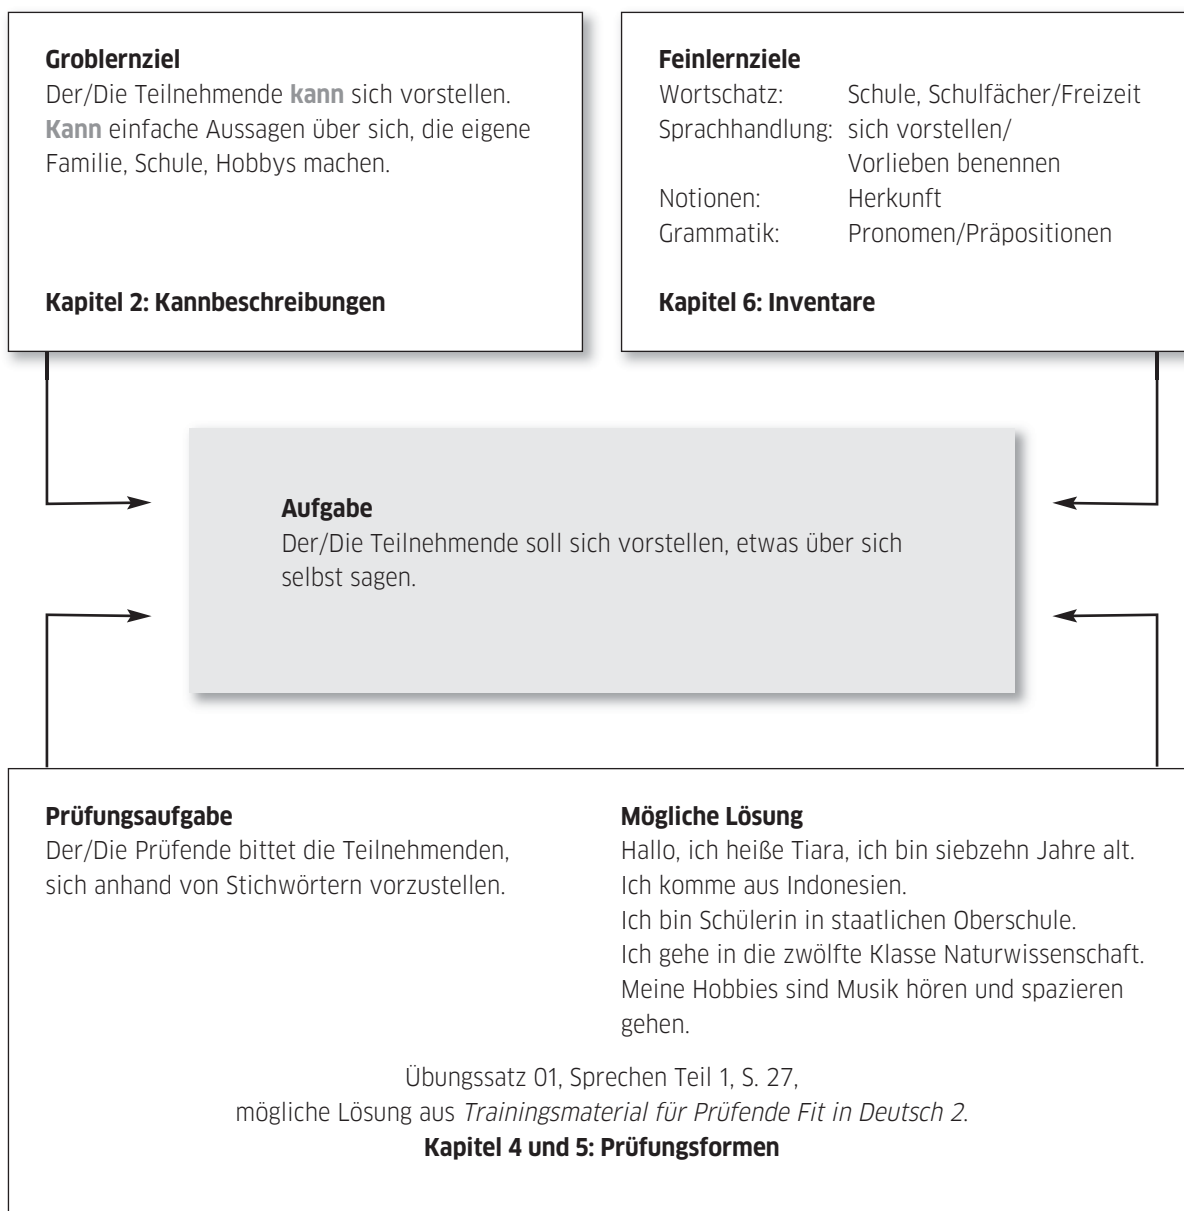 Groblernziel
Der/Die Teilnehmende kann sich vorstellen.
Kann einfache Aussagen über sich, die eigene
Familie, Schule, Hobbys machen.
Kapitel 2: Kannbeschreibungen
Feinlernziele
Wortschatz: Schule, Schulfächer/Freizeit
Sprachhandlung: sich vorstellen/
Vorlieben benennen
Notionen: Herkunft
Grammatik: Pronomen/Präpositionen
Kapitel 6: Inventare
Aufgabe
Der/Die Teilnehmende soll sich vorstellen, etwas über sich
selbst sagen.
Prüfungsaufgabe
Der/Die Prüfende bittet die Teilnehmenden,
sich anhand von Stichwörtern vorzustellen.
Mögliche Lösung
Hallo, ich heiße Tiara, ich bin siebzehn Jahre alt.
Ich komme aus Indonesien.
Ich bin Schülerin in staatlichen Oberschule.
Ich gehe in die zwölfte Klasse Naturwissenschaft.
Meine Hobbies sind Musik hören und spazieren
gehen.
Übungssatz 01, Sprechen Teil 1, S. 27,
mögliche Lösung aus Trainingsmaterial für Prüfende Fit in Deutsch 2.
Kapitel 4 und 5: Prüfungsformen